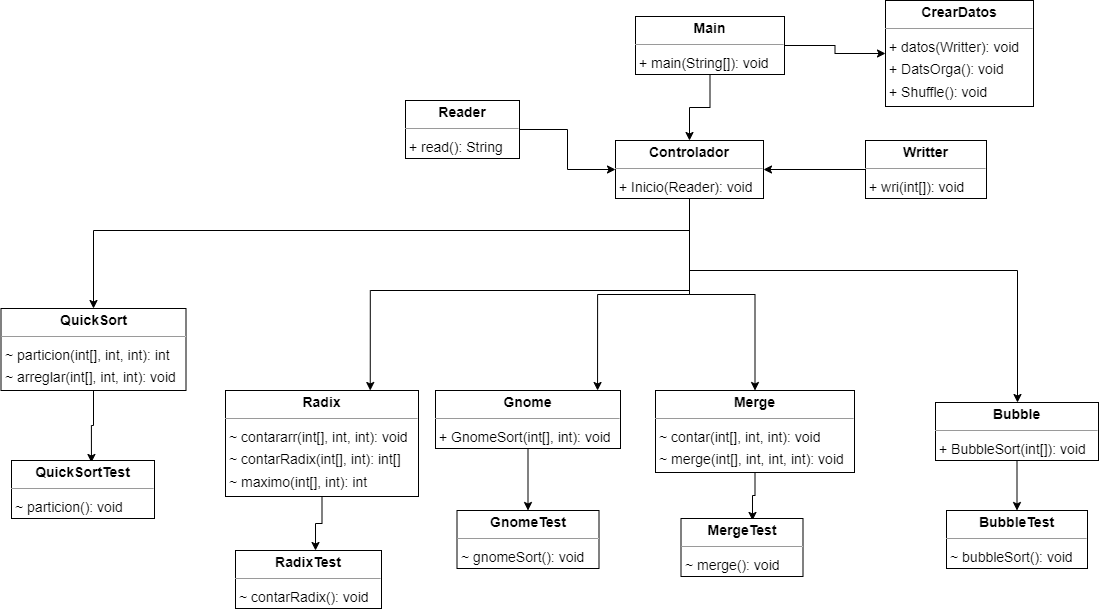 Main
+ main(String[]): void
CrearDatos
+ datos(Writter): void
+ DatsOrga(): void
+ Shuffle(): void
Reader
+ read(): String
Controlador
+ Inicio(Reader): void
Writter
+ wri(int[]): void
QuickSort
~ particion(int[], int, int): int
~ arreglar(int[], int, int): void
QuickSortTest
~ particion(): void
Radix
~ contararr(int[], int, int): void
~ contarRadix(int[], int): int[]
~ maximo(int[], int): int
RadixTest
~ contarRadix(): void
Gnome
+ GnomeSort(int[], int): void
GnomeTest
~ gnomeSort(): void
Merge
~ contar(int[], int, int): void
~ merge(int[], int, int, int): void
MergeTest
~ merge(): void
Bubble
+ BubbleSort(int[]): void
BubbleTest
~ bubbleSort(): void